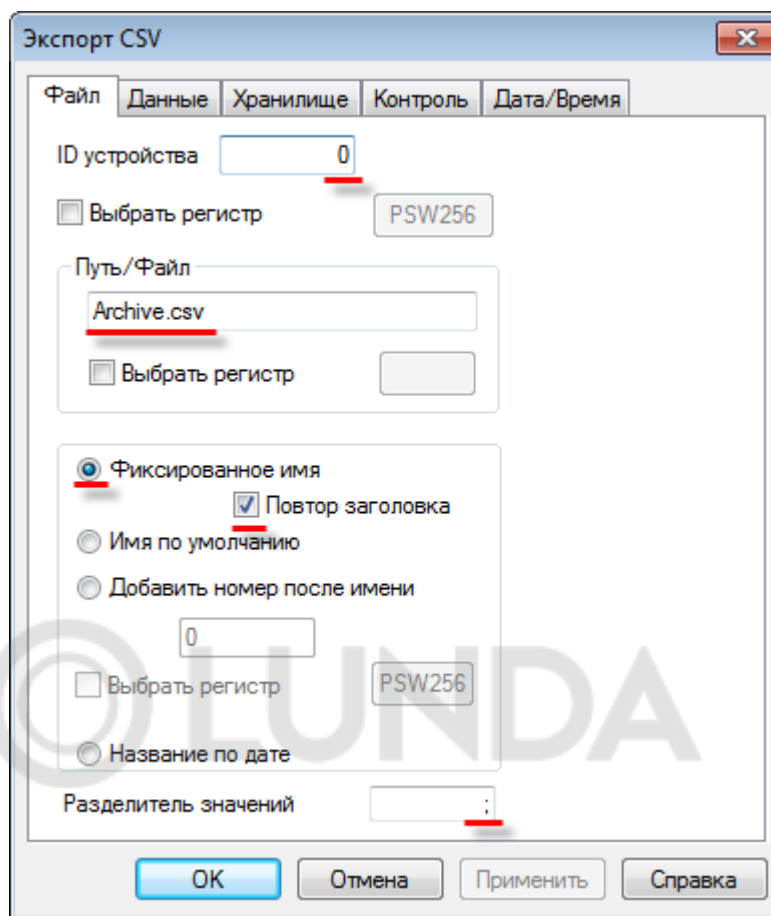 Экспорт CSV
Файл Данные Хранилище Контроль Дата/Время
ID устройства 0
Выбрать регистр PSW256
Путь/Файл
Archive.csv
Выбрать регистр
Фиксированное имя
Повтор заголовка
Имя по умолчанию
Добавить номер после имени
0
Выбрать регистр PSW256
LUNDA
Название по дате
Разделитель значений ;
OK Отмена Применить Справка